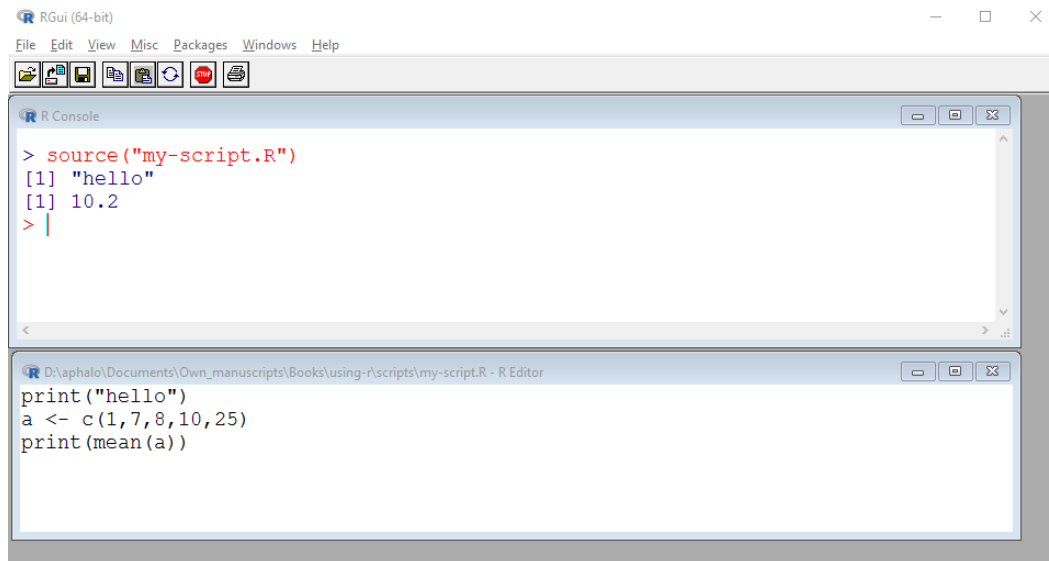 RGui (64-bit)
File Edit View Misc Packages Windows Help
STOP
R Console
> source("my-script.R")
[1] "hello"
[1] 10.2
>
D:\aphalo\Documents\Own_manuscripts\Books\using-r\scripts\my-script.R - R Editor
print("hello")
a <- c(1,7,8,10,25)
print(mean(a))